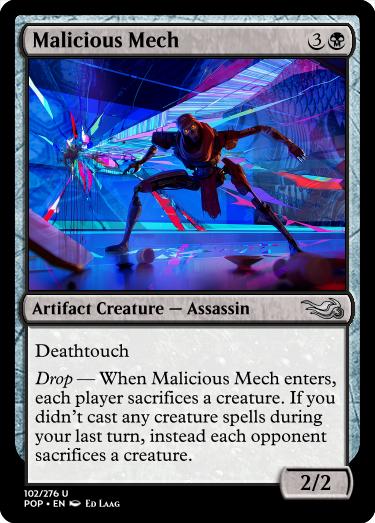 Malicious Mech 3
Artifact Creature — Assassin
Deathtouch
Drop — When Malicious Mech enters,
each player sacrifices a creature. If you
didn't cast any creature spells during
your last turn, instead each opponent
sacrifices a creature.
2/2
102/276 U
POP • EN Ed Laag